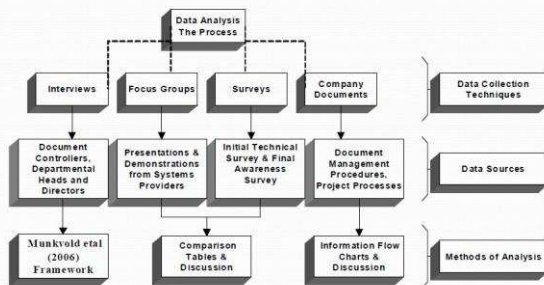 Data Analysis
The Process
Interviews
Focus Groups
Surveys
Company
Documents
Data Collection
Techniques
Document
Controllers,
Departmental
Heads and
Directors
Presentations &
Demonstrations
from Systems
Providers
Initial Technical
Survey & Final
Awareness
Survey
Document
Management
Procedures,
Project Processes
Data Sources
Munkvold etal
(2006)
Framework
Comparison
Tables &
Discussion
Information Flow
Charts &
Discussion
Methods of Analysis